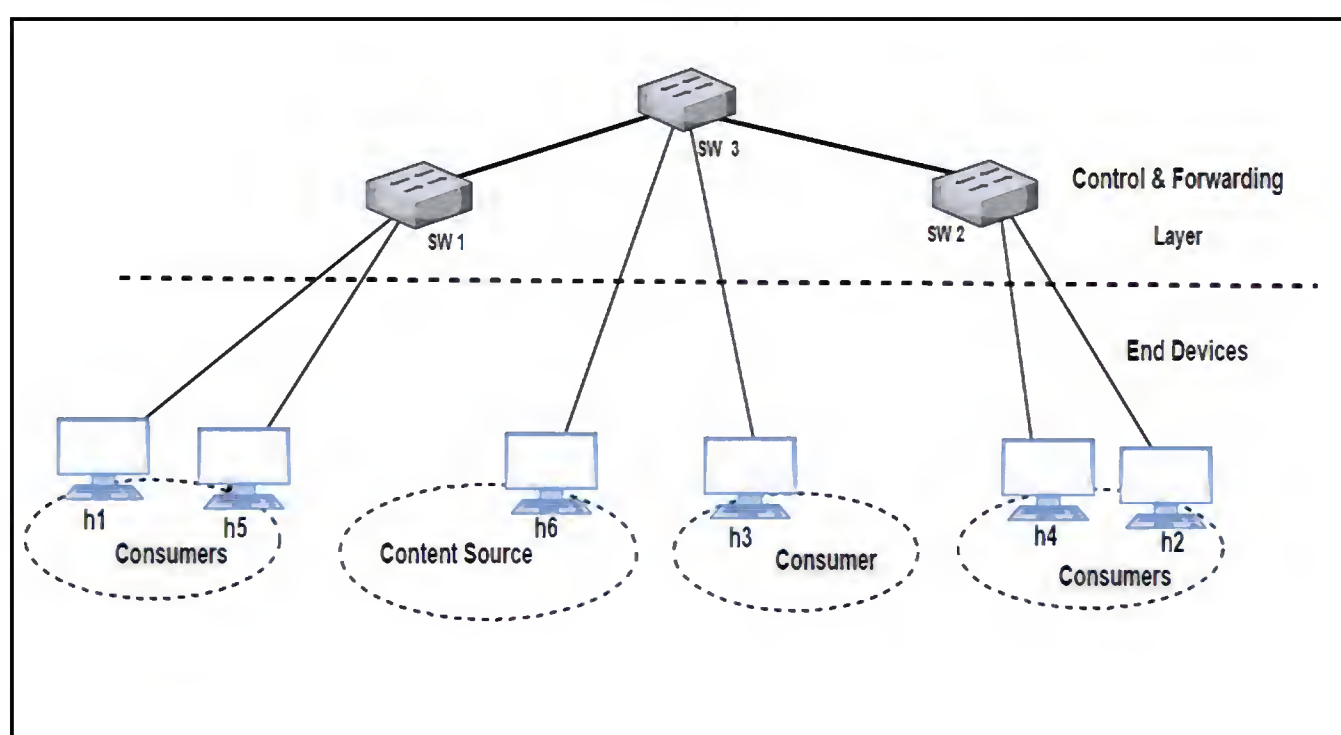 SW 3
SW 1
SW 2
Control & Forwarding
Layer
End Devices
h1
h5
h6
h3
h4
h2
Consumers
Content Source
Consumer
Consumers